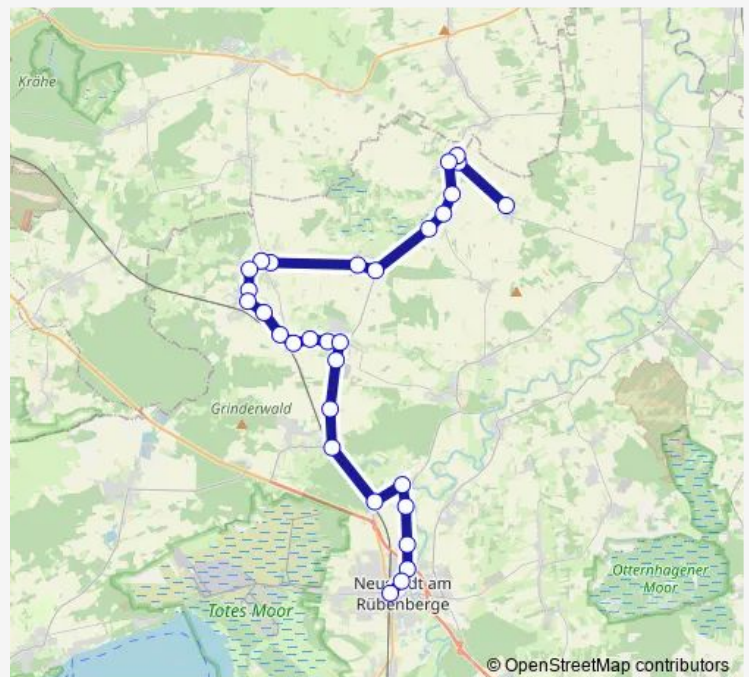 Krähe
Grinderwald
Neustadt am
Rübenberge
Totes Moor
Otternhagener
Moor
© OpenStreetMap contributors